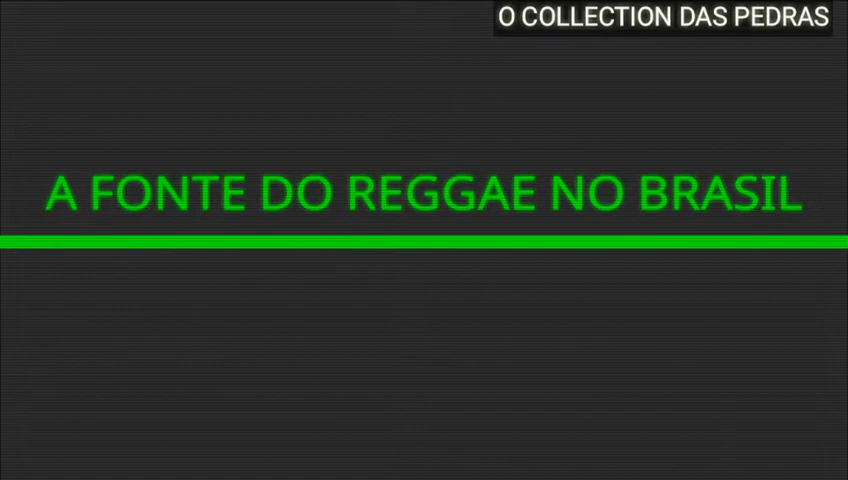 O COLLECTION DAS PEDRAS
A FONTE DO REGGAE NO BRASIL